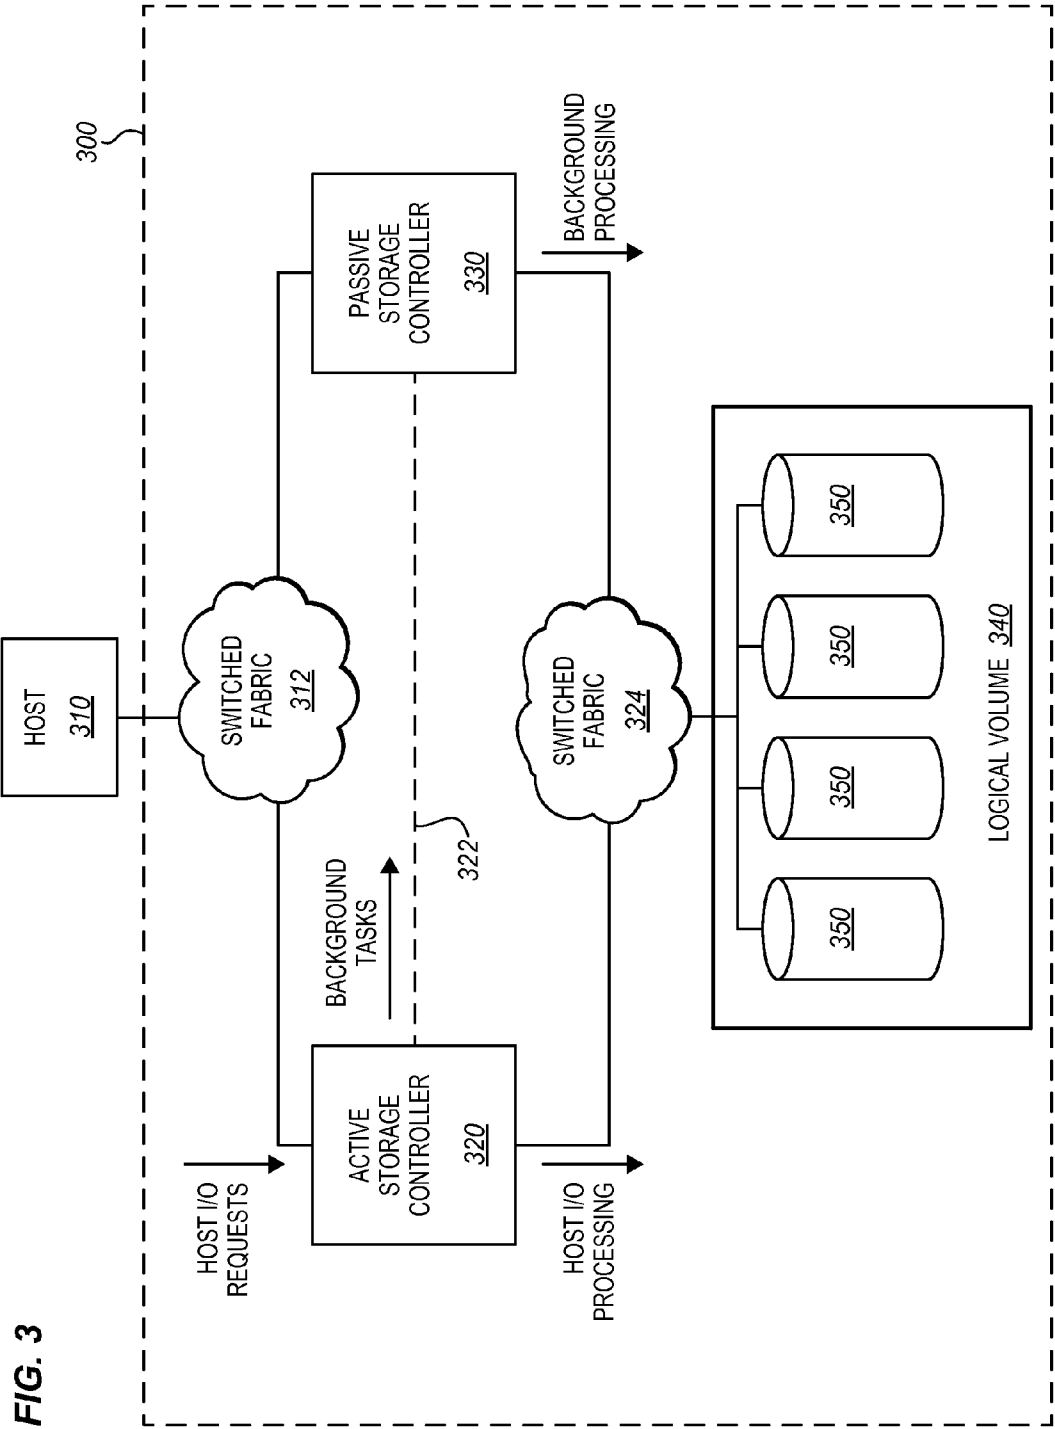 FIG. 3
HOST
310
300
SWITCHED
FABRIC
312
HOST I/O
REQUESTS
ACTIVE
STORAGE
CONTROLLER
320
BACKGROUND
TASKS
322
PASSIVE
STORAGE
CONTROLLER
330
HOST I/O
PROCESSING
SWITCHED
FABRIC
324
BACKGROUND
PROCESSING
350
350
350
350
LOGICAL VOLUME 340